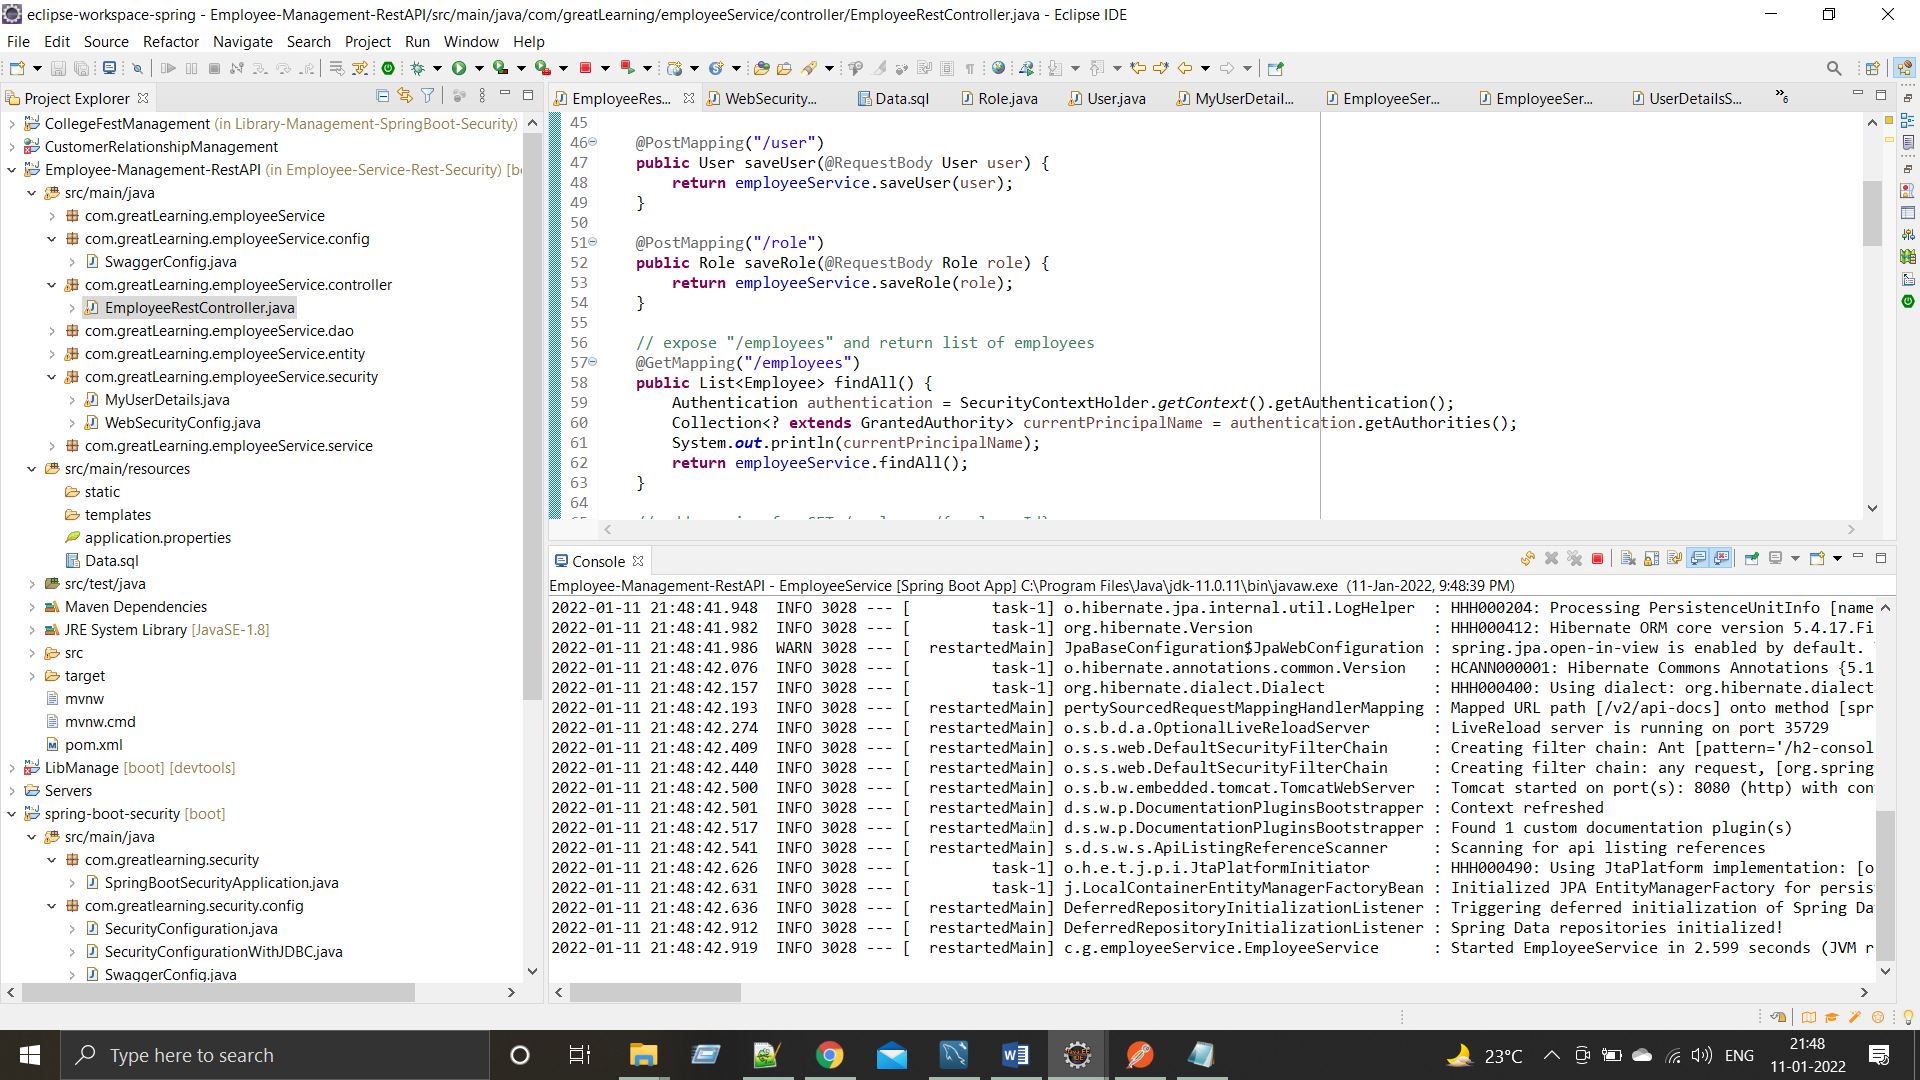 eclipse-workspace-spring - Employee-Management-RestAPI/src/main/java/com/greatLearning/employeeService/controller/EmployeeRestController.java - Eclipse IDE
File Edit Source Refactor Navigate Search Project Run Window Help
Project Explorer
CollegeFestManagement (in Library-Management-SpringBoot-Security)
CustomerRelationshipManagement
Employee-Management-RestAPI (in Employee-Service-Rest-Security) [b
src/main/java
com.greatLearning.employeeService
com.greatLearning.employeeService.config
SwaggerConfig.java
com.greatLearning.employeeService.controller
EmployeeRestController.java
com.greatLearning.employeeService.dao
com.greatLearning.employeeService.entity
com.greatLearning.employeeService.security
MyUserDetails.java
WebSecurityConfig.java
com.greatLearning.employeeService.service
src/main/resources
static
templates
application.properties
Data.sql
src/test/java
Maven Dependencies
JRE System Library [JavaSE-1.8]
src
target
mvnw
mvnw.cmd
pom.xml
LibManage [boot] [devtools]
Servers
spring-boot-security [boot]
src/main/java
com.greatlearning.security
SpringBootSecurityApplication.java
com.greatlearning.security.config
SecurityConfiguration.java
SecurityConfigurationWithJDBC.java
SwaggerConfig.java
EmployeeRes... WebSecurity... Data.sql Role.java User.java MyUserDetail... EmployeeSer... EmployeeSer... UserDetailsS... »6
45
46 @PostMapping("/user")
47 public User saveUser(@RequestBody User user) {
48 return employeeService.saveUser(user);
49 }
50
51 @PostMapping("/role")
52 public Role saveRole(@RequestBody Role role) {
53 return employeeService.saveRole(role);
54 }
55
56 // expose "/employees" and return list of employees
57 @GetMapping("/employees")
58 public List<Employee> findAll() {
59 Authentication authentication = SecurityContextHolder.getContext().getAuthentication();
60 Collection<? extends GrantedAuthority> currentPrincipalName = authentication.getAuthorities();
61 System.out.println(currentPrincipalName);
62 return employeeService.findAll();
63 }
64
Console
Employee-Management-RestAPI - EmployeeService [Spring Boot App] C:\Program Files\Java\jdk-11.0.11\bin\javaw.exe (11-Jan-2022, 9:48:39 PM)
2022-01-11 21:48:41.948 INFO 3028 --- [ task-1] o.hibernate.jpa.internal.util.LogHelper : HHH000204: Processing PersistenceUnitInfo [name
2022-01-11 21:48:41.982 INFO 3028 --- [ task-1] org.hibernate.Version : HHH000412: Hibernate ORM core version 5.4.17.Fi
2022-01-11 21:48:41.986 WARN 3028 --- [ restartedMain] JpaBaseConfiguration$JpaWebConfiguration : spring.jpa.open-in-view is enabled by default.
2022-01-11 21:48:42.076 INFO 3028 --- [ task-1] o.hibernate.annotations.common.Version : HCANN000001: Hibernate Commons Annotations {5.1
2022-01-11 21:48:42.157 INFO 3028 --- [ task-1] org.hibernate.dialect.Dialect : HHH000400: Using dialect: org.hibernate.dialect
2022-01-11 21:48:42.193 INFO 3028 --- [ restartedMain] pertySourcedRequestMappingHandlerMapping : Mapped URL path [/v2/api-docs] onto method [spr
2022-01-11 21:48:42.274 INFO 3028 --- [ restartedMain] o.s.b.d.a.OptionalLiveReloadServer : LiveReload server is running on port 35729
2022-01-11 21:48:42.409 INFO 3028 --- [ restartedMain] o.s.s.web.DefaultSecurityFilterChain : Creating filter chain: Ant [pattern='/h2-consol
2022-01-11 21:48:42.440 INFO 3028 --- [ restartedMain] o.s.s.web.DefaultSecurityFilterChain : Creating filter chain: any request, [org.spring
2022-01-11 21:48:42.500 INFO 3028 --- [ restartedMain] o.s.b.w.embedded.tomcat.TomcatWebServer : Tomcat started on port(s): 8080 (http) with con
2022-01-11 21:48:42.501 INFO 3028 --- [ restartedMain] d.s.w.p.DocumentationPluginsBootstrapper : Context refreshed
2022-01-11 21:48:42.517 INFO 3028 --- [ restartedMain] d.s.w.p.DocumentationPluginsBootstrapper : Found 1 custom documentation plugin(s)
2022-01-11 21:48:42.541 INFO 3028 --- [ restartedMain] s.d.s.w.s.ApiListingReferenceScanner : Scanning for api listing references
2022-01-11 21:48:42.626 INFO 3028 --- [ task-1] o.h.e.t.j.p.i.JtaPlatformInitiator : HHH000490: Using JtaPlatform implementation: [o
2022-01-11 21:48:42.631 INFO 3028 --- [ task-1] j.LocalContainerEntityManagerFactoryBean : Initialized JPA EntityManagerFactory for persis
2022-01-11 21:48:42.636 INFO 3028 --- [ restartedMain] DeferredRepositoryInitializationListener : Triggering deferred initialization of Spring Da
2022-01-11 21:48:42.912 INFO 3028 --- [ restartedMain] DeferredRepositoryInitializationListener : Spring Data repositories initialized!
2022-01-11 21:48:42.919 INFO 3028 --- [ restartedMain] c.g.employeeService.EmployeeService : Started EmployeeService in 2.599 seconds (JVM r
Type here to search
23°C ENG 21:48
11-01-2022